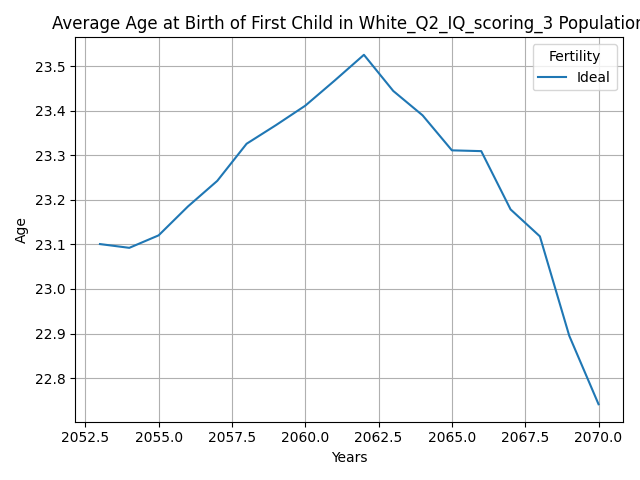 Average Age at Birth of First Child in White_Q2_IQ_scoring_3 Population
Fertility
Ideal
23.5
23.4
23.3
23.2
23.1
23.0
22.9
22.8
Age
2052.5 2055.0 2057.5 2060.0 2062.5 2065.0 2067.5 2070.0
Years